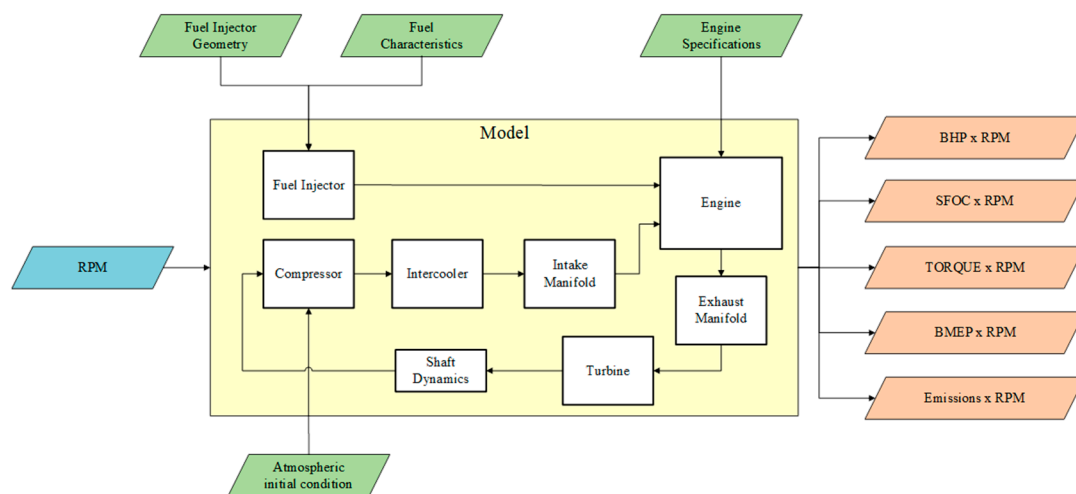 Fuel Injector
Geometry
Fuel
Characteristics
Engine
Specifications
Model
Fuel Injector
Engine
BHP x RPM
SFOC x RPM
RPM
Compressor
Intercooler
Intake
Manifold
TORQUE x RPM
Exhaust
Manifold
BMEP x RPM
Shaft
Dynamics
Turbine
Emissions x RPM
Atmospheric
initial condition